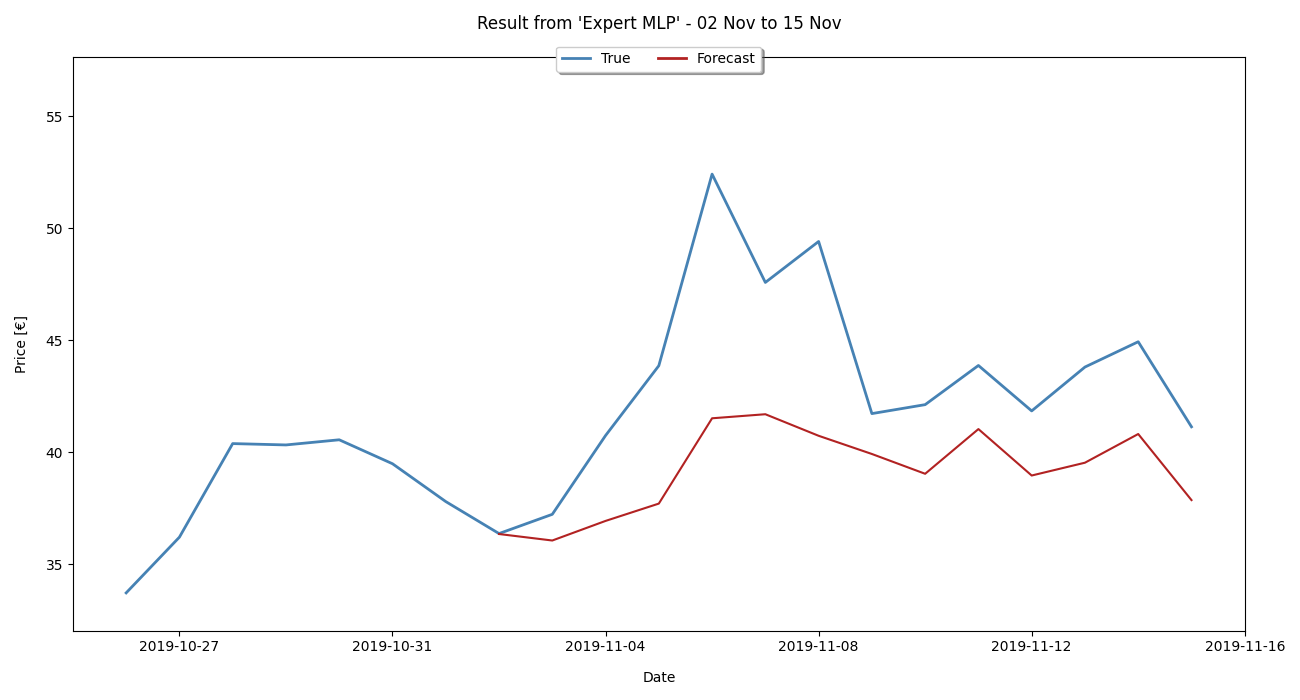 Result from 'Expert MLP' - 02 Nov to 15 Nov
True Forecast
55
50
45
40
35
Price [€]
2019-10-27 2019-10-31 2019-11-04 2019-11-08 2019-11-12 2019-11-16
Date